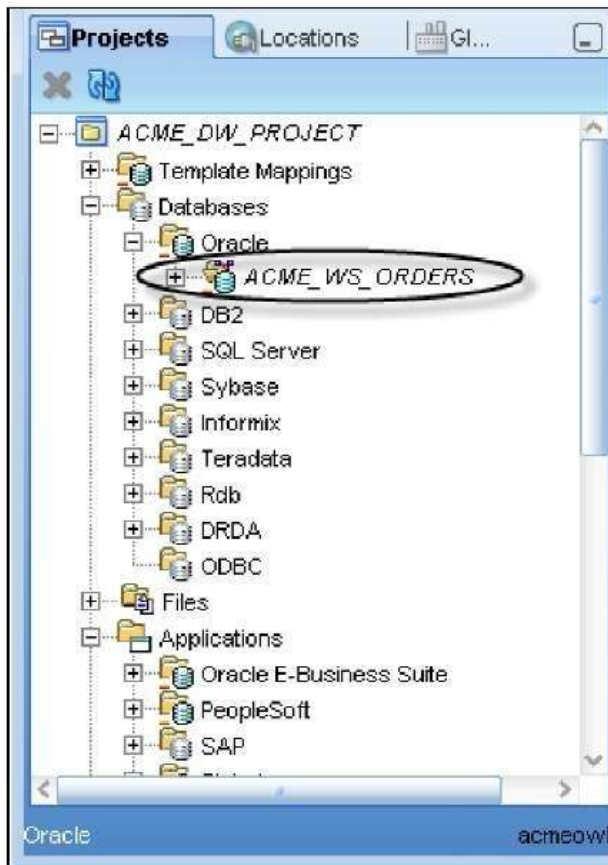 Projects
Locations
Gl...
ACME_DW_PROJECT
Template Mappings
Databases
Oracle
ACME_WS_ORDERS
DB2
SQL Server
Sybase
Informix
Teradata
Rdb
DRDA
ODBC
Files
Applications
Oracle E-Business Suite
PeopleSoft
SAP
Oracle